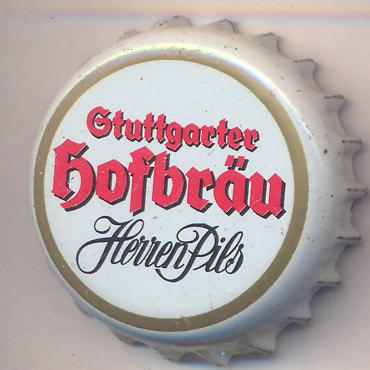 Stuttgarter
Hofbräu
Herren Pils